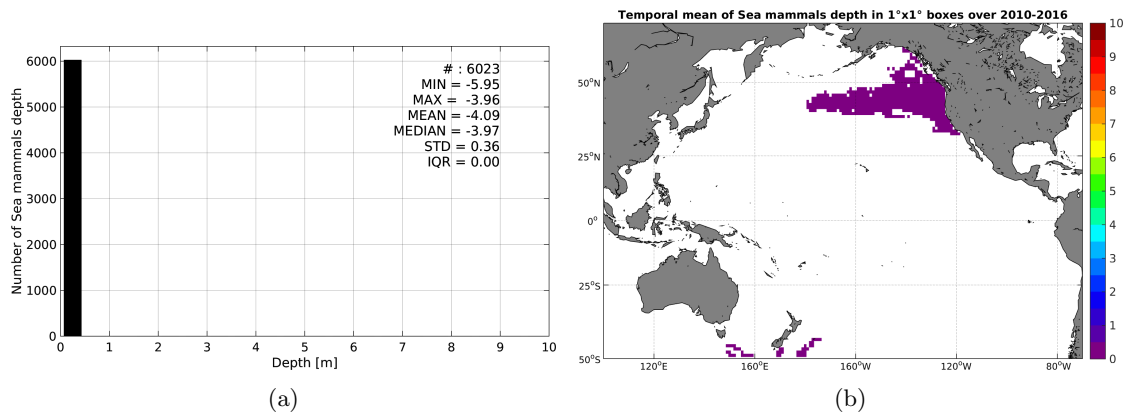 Temporal mean of Sea mammals depth in 1°x1° boxes over 2010-2016
# : 6023
MIN = -5.95
MAX = -3.96
MEAN = -4.09
MEDIAN = -3.97
STD = 0.36
IQR = 0.00
Number of Sea mammals depth
6000
5000
4000
3000
2000
1000
0
0 1 2 3 4 5 6 7 8 9 10
Depth [m]
(a)
50°N
25°N
0°
25°S
50°S
120°E 160°E 160°W 120°W 80°W
10
9
8
7
6
5
4
3
2
1
0
(b)